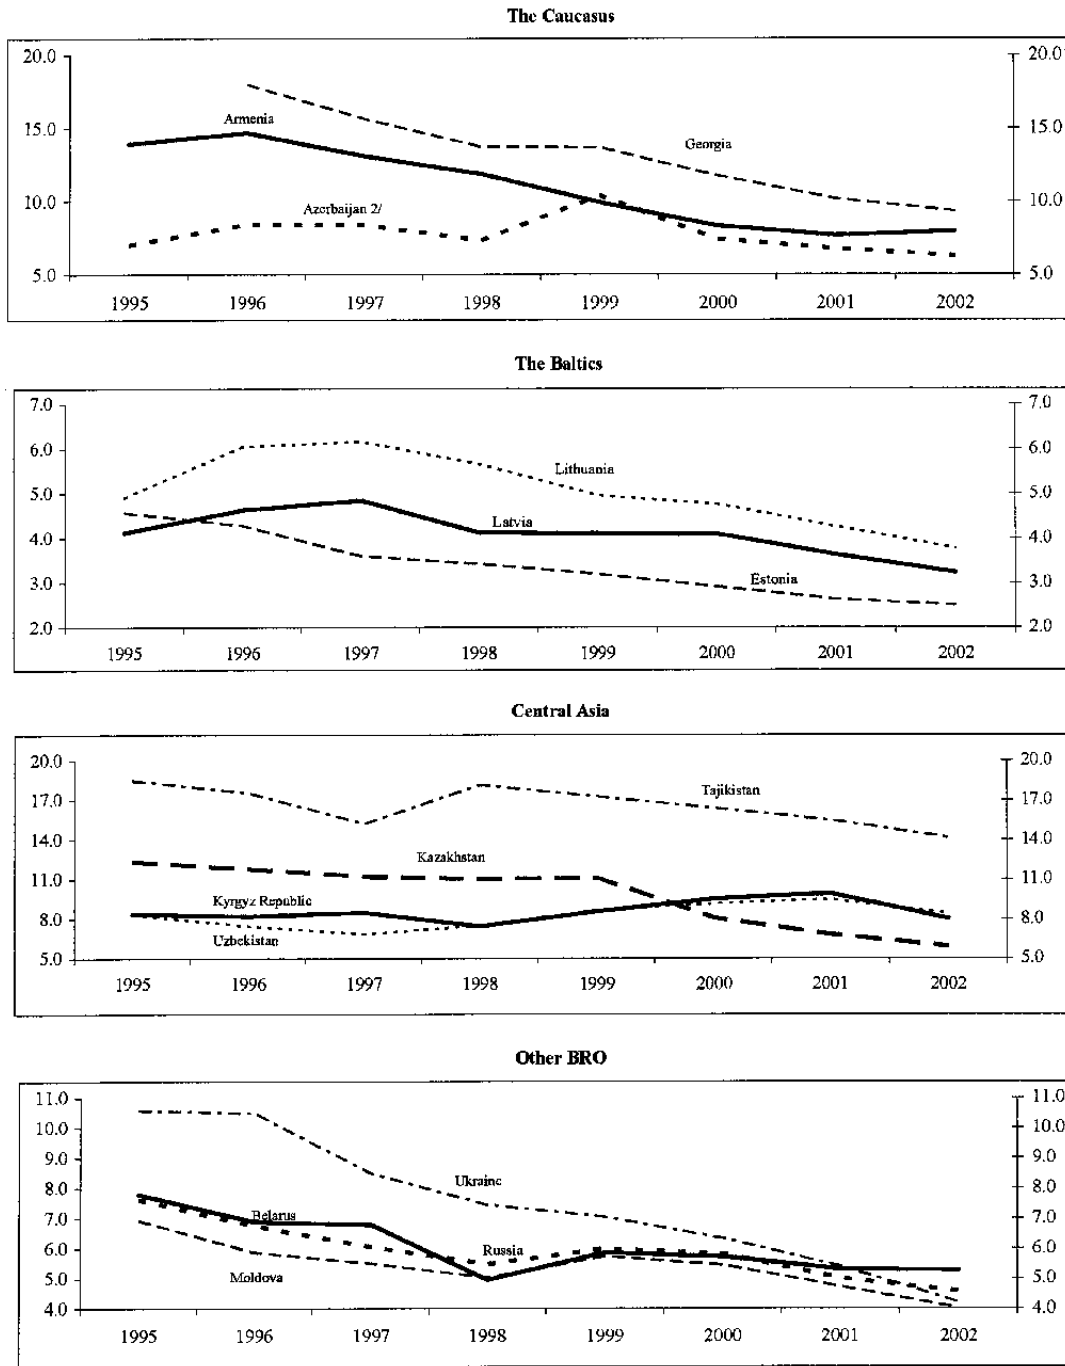 The Caucasus
20.0 20.0
Armenia
15.0 Georgia 15.0
Azerbaijan 2/
10.0 10.0
5.0 5.0
1995 1996 1997 1998 1999 2000 2001 2002
The Baltics
7.0 7.0
6.0 6.0
Lithuania
5.0 5.0
Latvia
4.0 4.0
Estonia
3.0 3.0
2.0 2.0
1995 1996 1997 1998 1999 2000 2001 2002
Central Asia
20.0 20.0
Tajikistan
17.0 17.0
14.0 14.0
Kazakhstan
11.0 11.0
Kyrgyz Republic
8.0 8.0
Uzbekistan
5.0 5.0
1995 1996 1997 1998 1999 2000 2001 2002
Other BRO
11.0 11.0
10.0 10.0
9.0 9.0
Ukraine
8.0 8.0
7.0 Belarus 7.0
6.0 Russia 6.0
5.0 Moldova 5.0
4.0 4.0
1995 1996 1997 1998 1999 2000 2001 2002